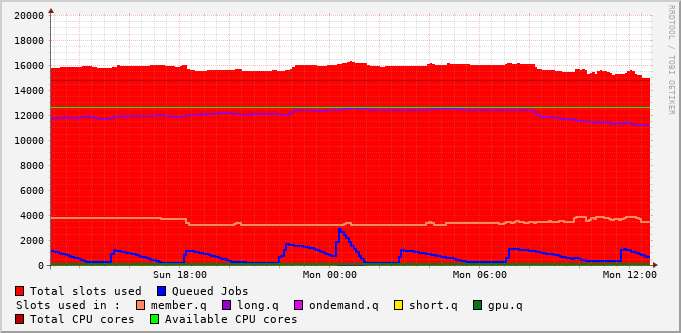 RRDTOOL / TOBI OETIKER
20000
18000
16000
14000
12000
10000
8000
6000
4000
2000
0
Sun 18:00 Mon 00:00 Mon 06:00 Mon 12:00
Total slots used Queued Jobs
Slots used in : member.q long.q ondemand.q short.q gpu.q
Total CPU cores Available CPU cores